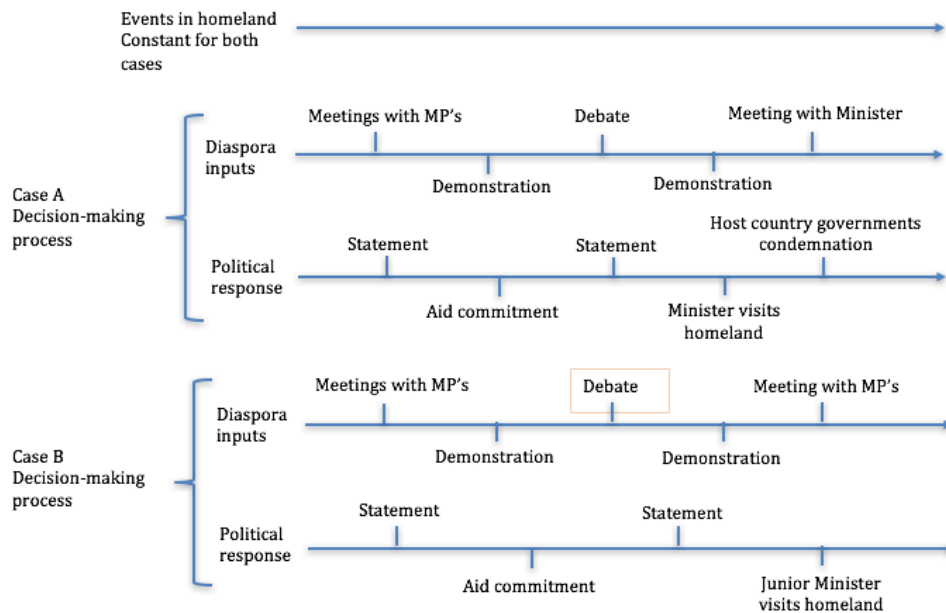 Events in homeland
Constant for both
cases
Meetings with MP's
Debate
Meeting with Minister
Diaspora
inputs
Demonstration
Demonstration
Case A
Decision-making
process
Statement
Statement
Host country governments
condemnation
Political
response
Aid commitment
Minister visits
homeland
Meetings with MP's
Debate
Meeting with MP's
Diaspora
inputs
Demonstration
Demonstration
Case B
Decision-making
process
Statement
Statement
Political
response
Aid commitment
Junior Minister
visits homeland